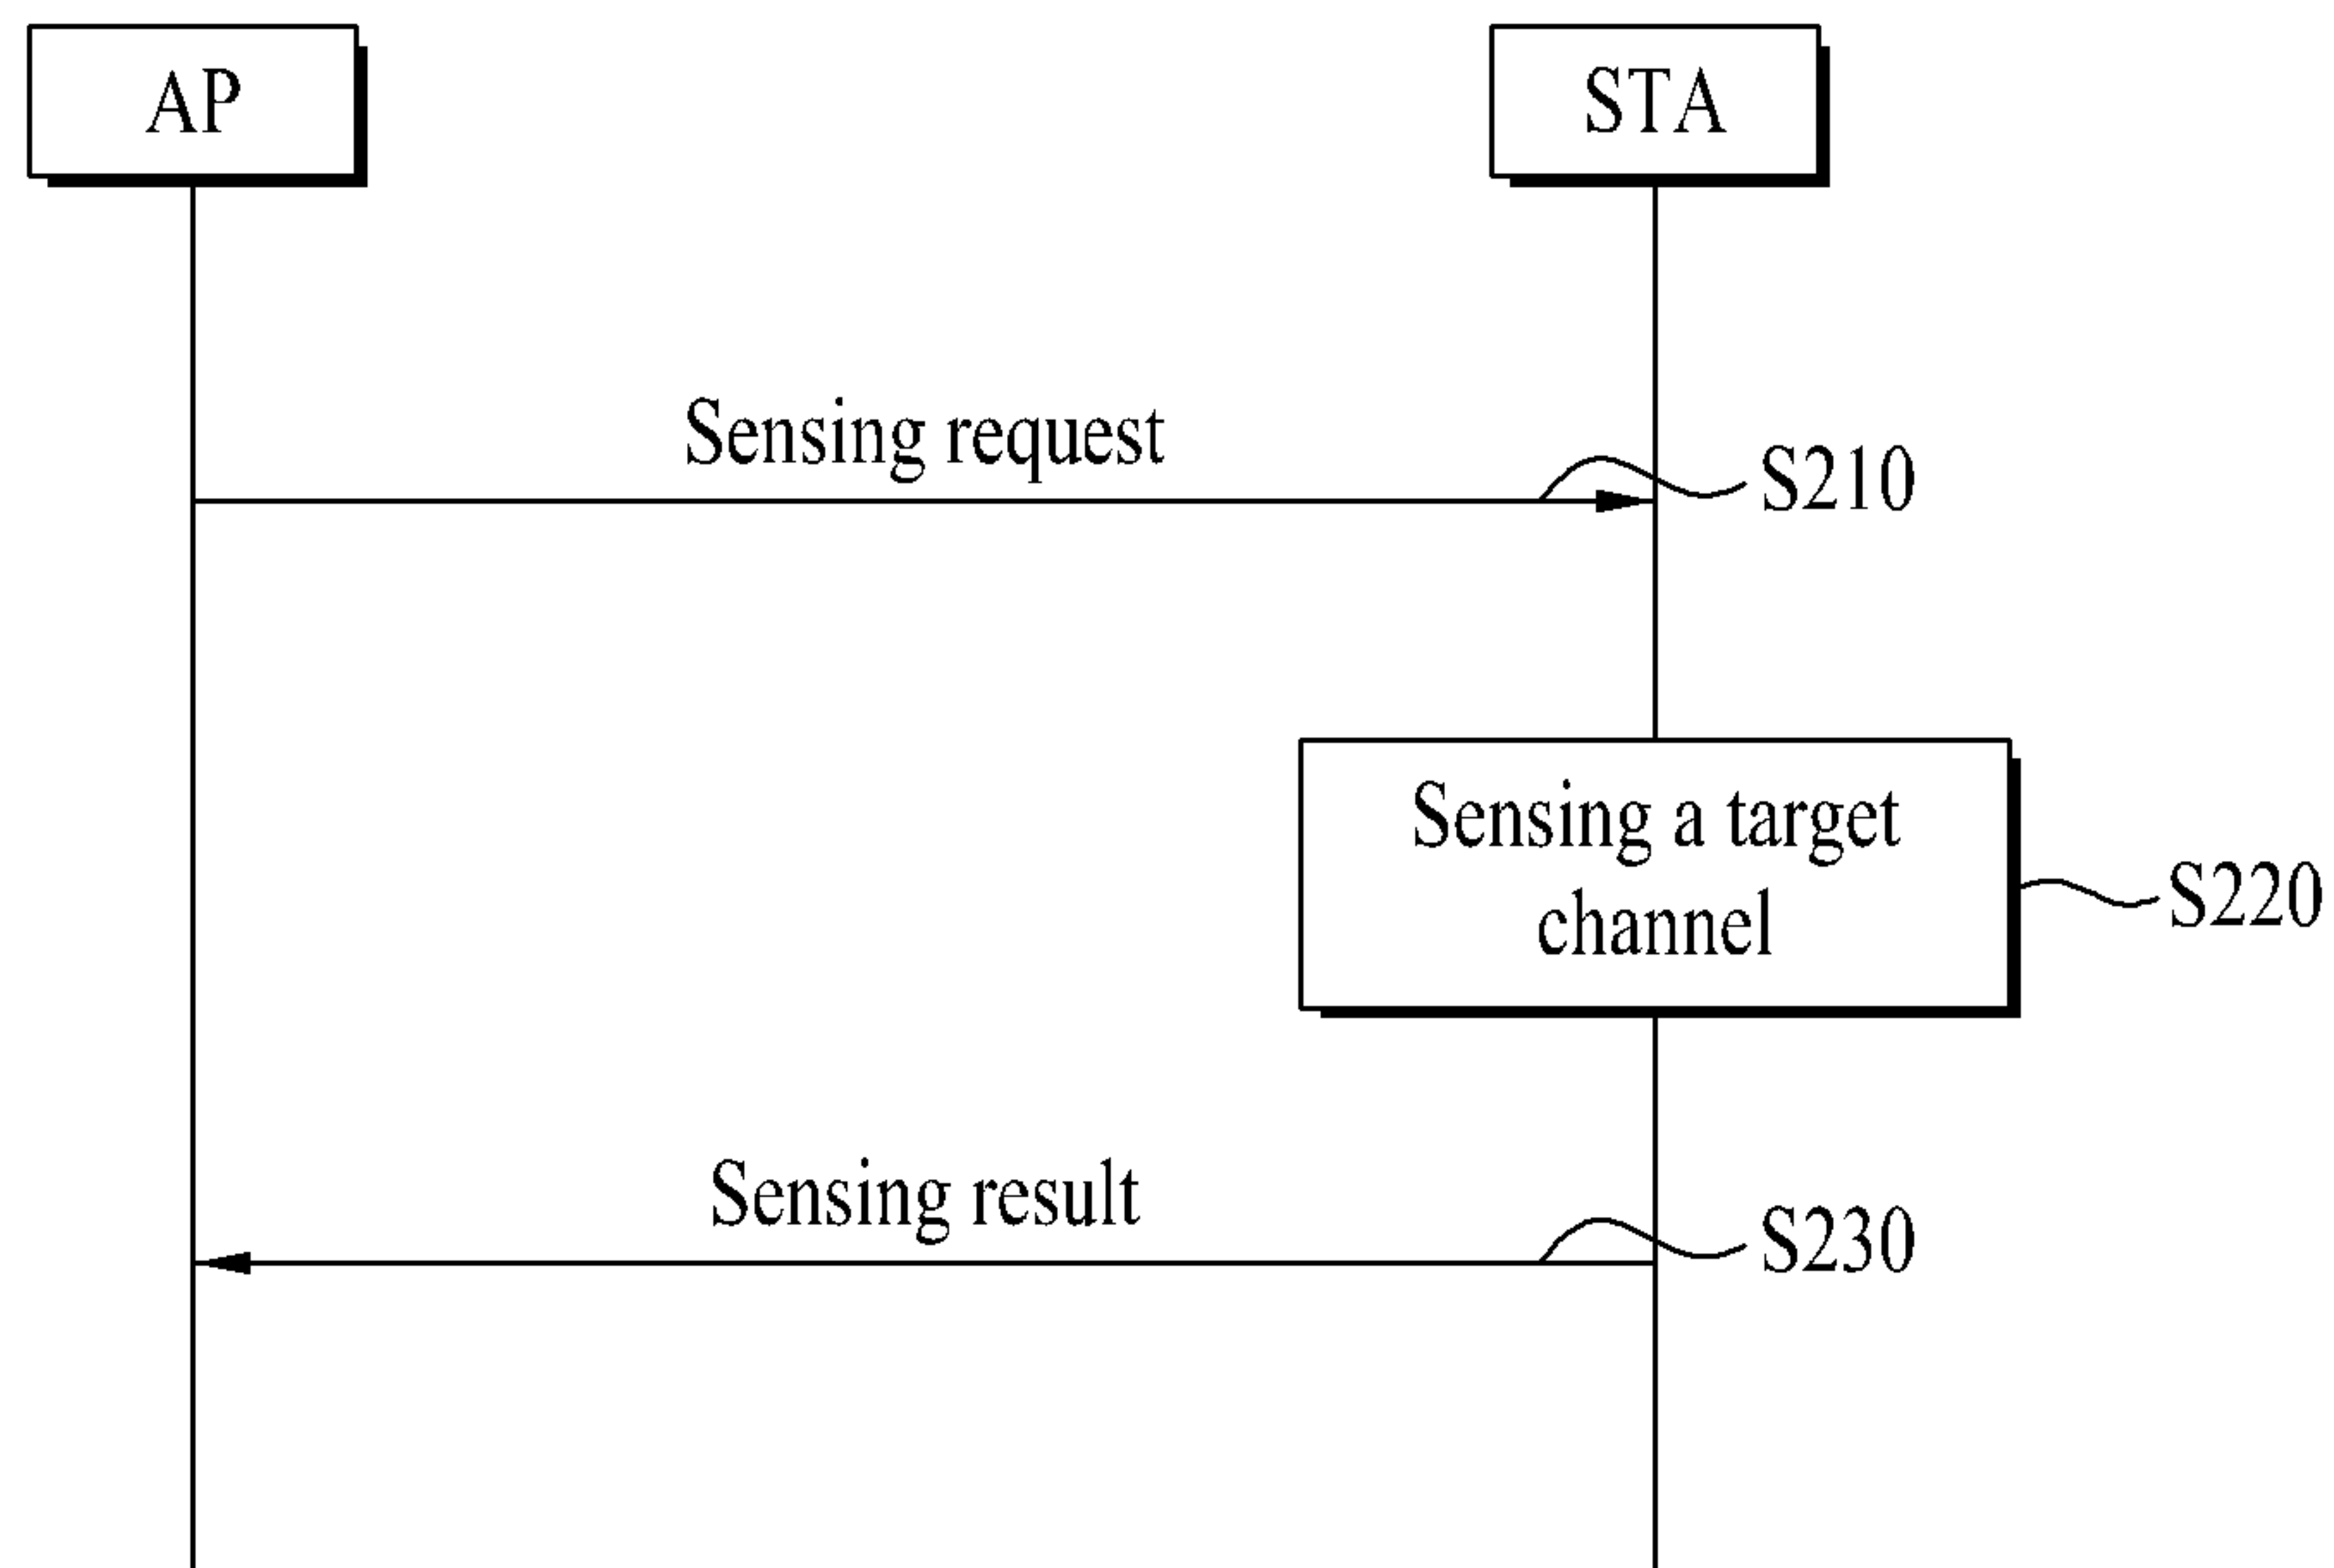 AP
STA
Sensing request
S210
Sensing a target
channel
S220
Sensing result
S230